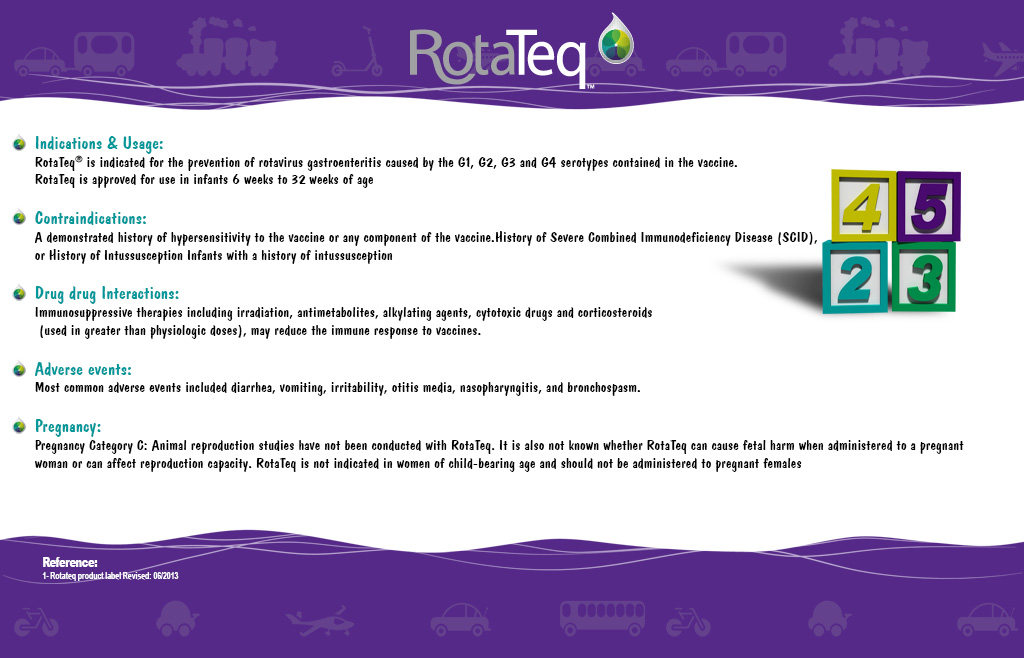 RotaTeq™
Indications & Usage:
RotaTeq® is indicated for the prevention of rotavirus gastroenteritis caused by the G1, G2, G3 and G4 serotypes contained in the vaccine.
RotaTeq is approved for use in infants 6 weeks to 32 weeks of age
Contraindications:
A demonstrated history of hypersensitivity to the vaccine or any component of the vaccine.History of Severe Combined Immunodeficiency Disease (SCID),
or History of Intussusception Infants with a history of intussusception
4 5
2 3
Drug drug Interactions:
Immunosuppressive therapies including irradiation, antimetabolites, alkylating agents, cytotoxic drugs and corticosteroids
(used in greater than physiologic doses), may reduce the immune response to vaccines.
Adverse events:
Most common adverse events included diarrhea, vomiting, irritability, otitis media, nasopharyngitis, and bronchospasm.
Pregnancy:
Pregnancy Category C: Animal reproduction studies have not been conducted with RotaTeq. It is also not known whether RotaTeq can cause fetal harm when administered to a pregnant
woman or can affect reproduction capacity. RotaTeq is not indicated in women of child-bearing age and should not be administered to pregnant females
Reference:
1- Rotateq product label Revised: 06/2013